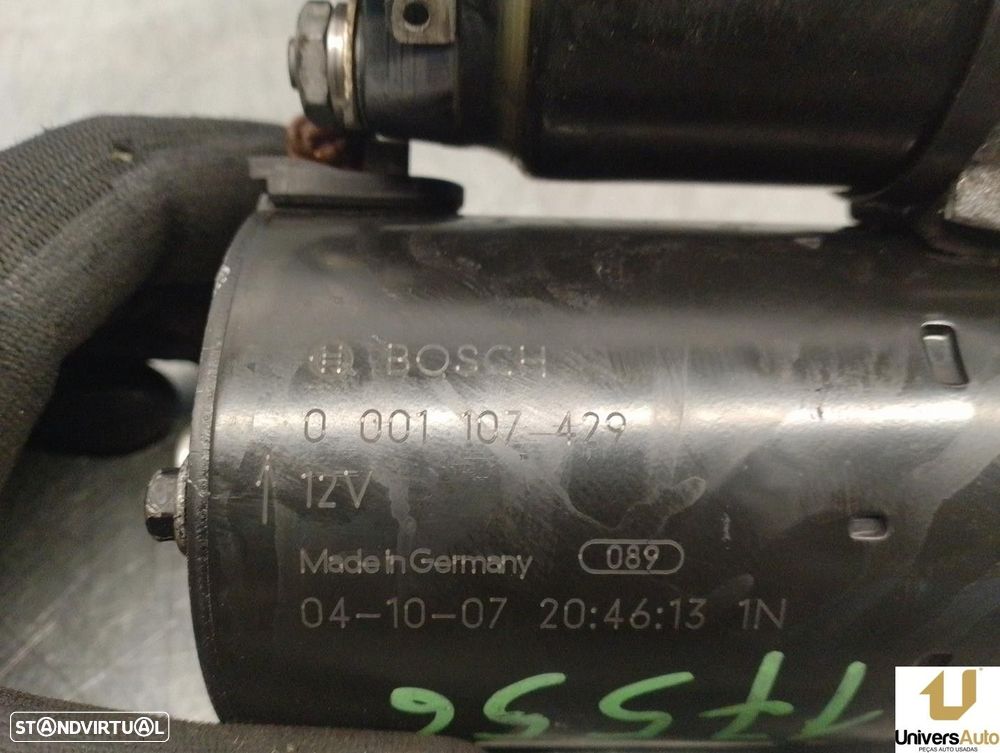 BOSCH
0 001 107 429
12V
Made in Germany 089
04-10-07 20:46:13 1N
17556
STANDVIRTUAL
UniversAuto
PEÇAS AUTO USADAS